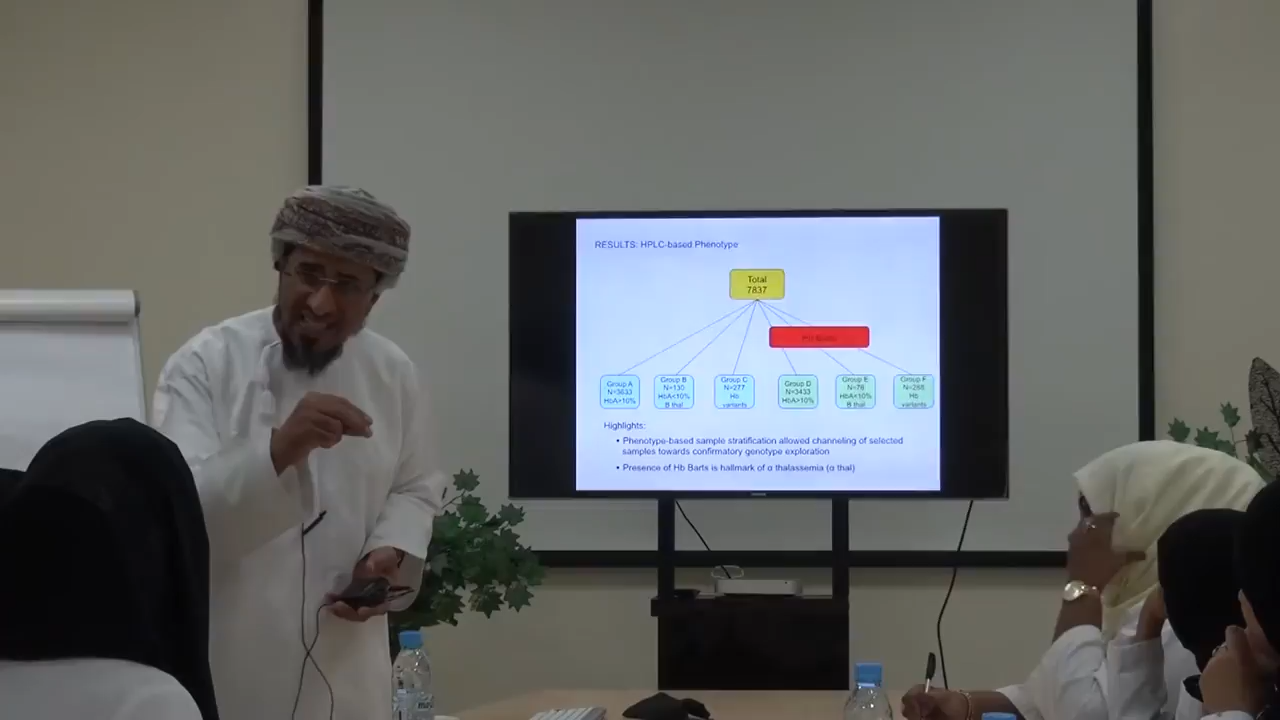 RESULTS: HPLC-based Phenotype
Total
7837
Hb Barts
Group A
N=3633
HbA>10%
Group B
N=130
HbA<10%
B thal
Group C
N=277
Hb
variants
Group D
N=3433
HbA>10%
Group E
N=76
HbA<10%
B thal
Group F
N=288
Hb
variants
Highlights:
• Phenotype-based sample stratification allowed channeling of selected
samples towards confirmatory genotype exploration
• Presence of Hb Barts is hallmark of α thalassemia (α thal)